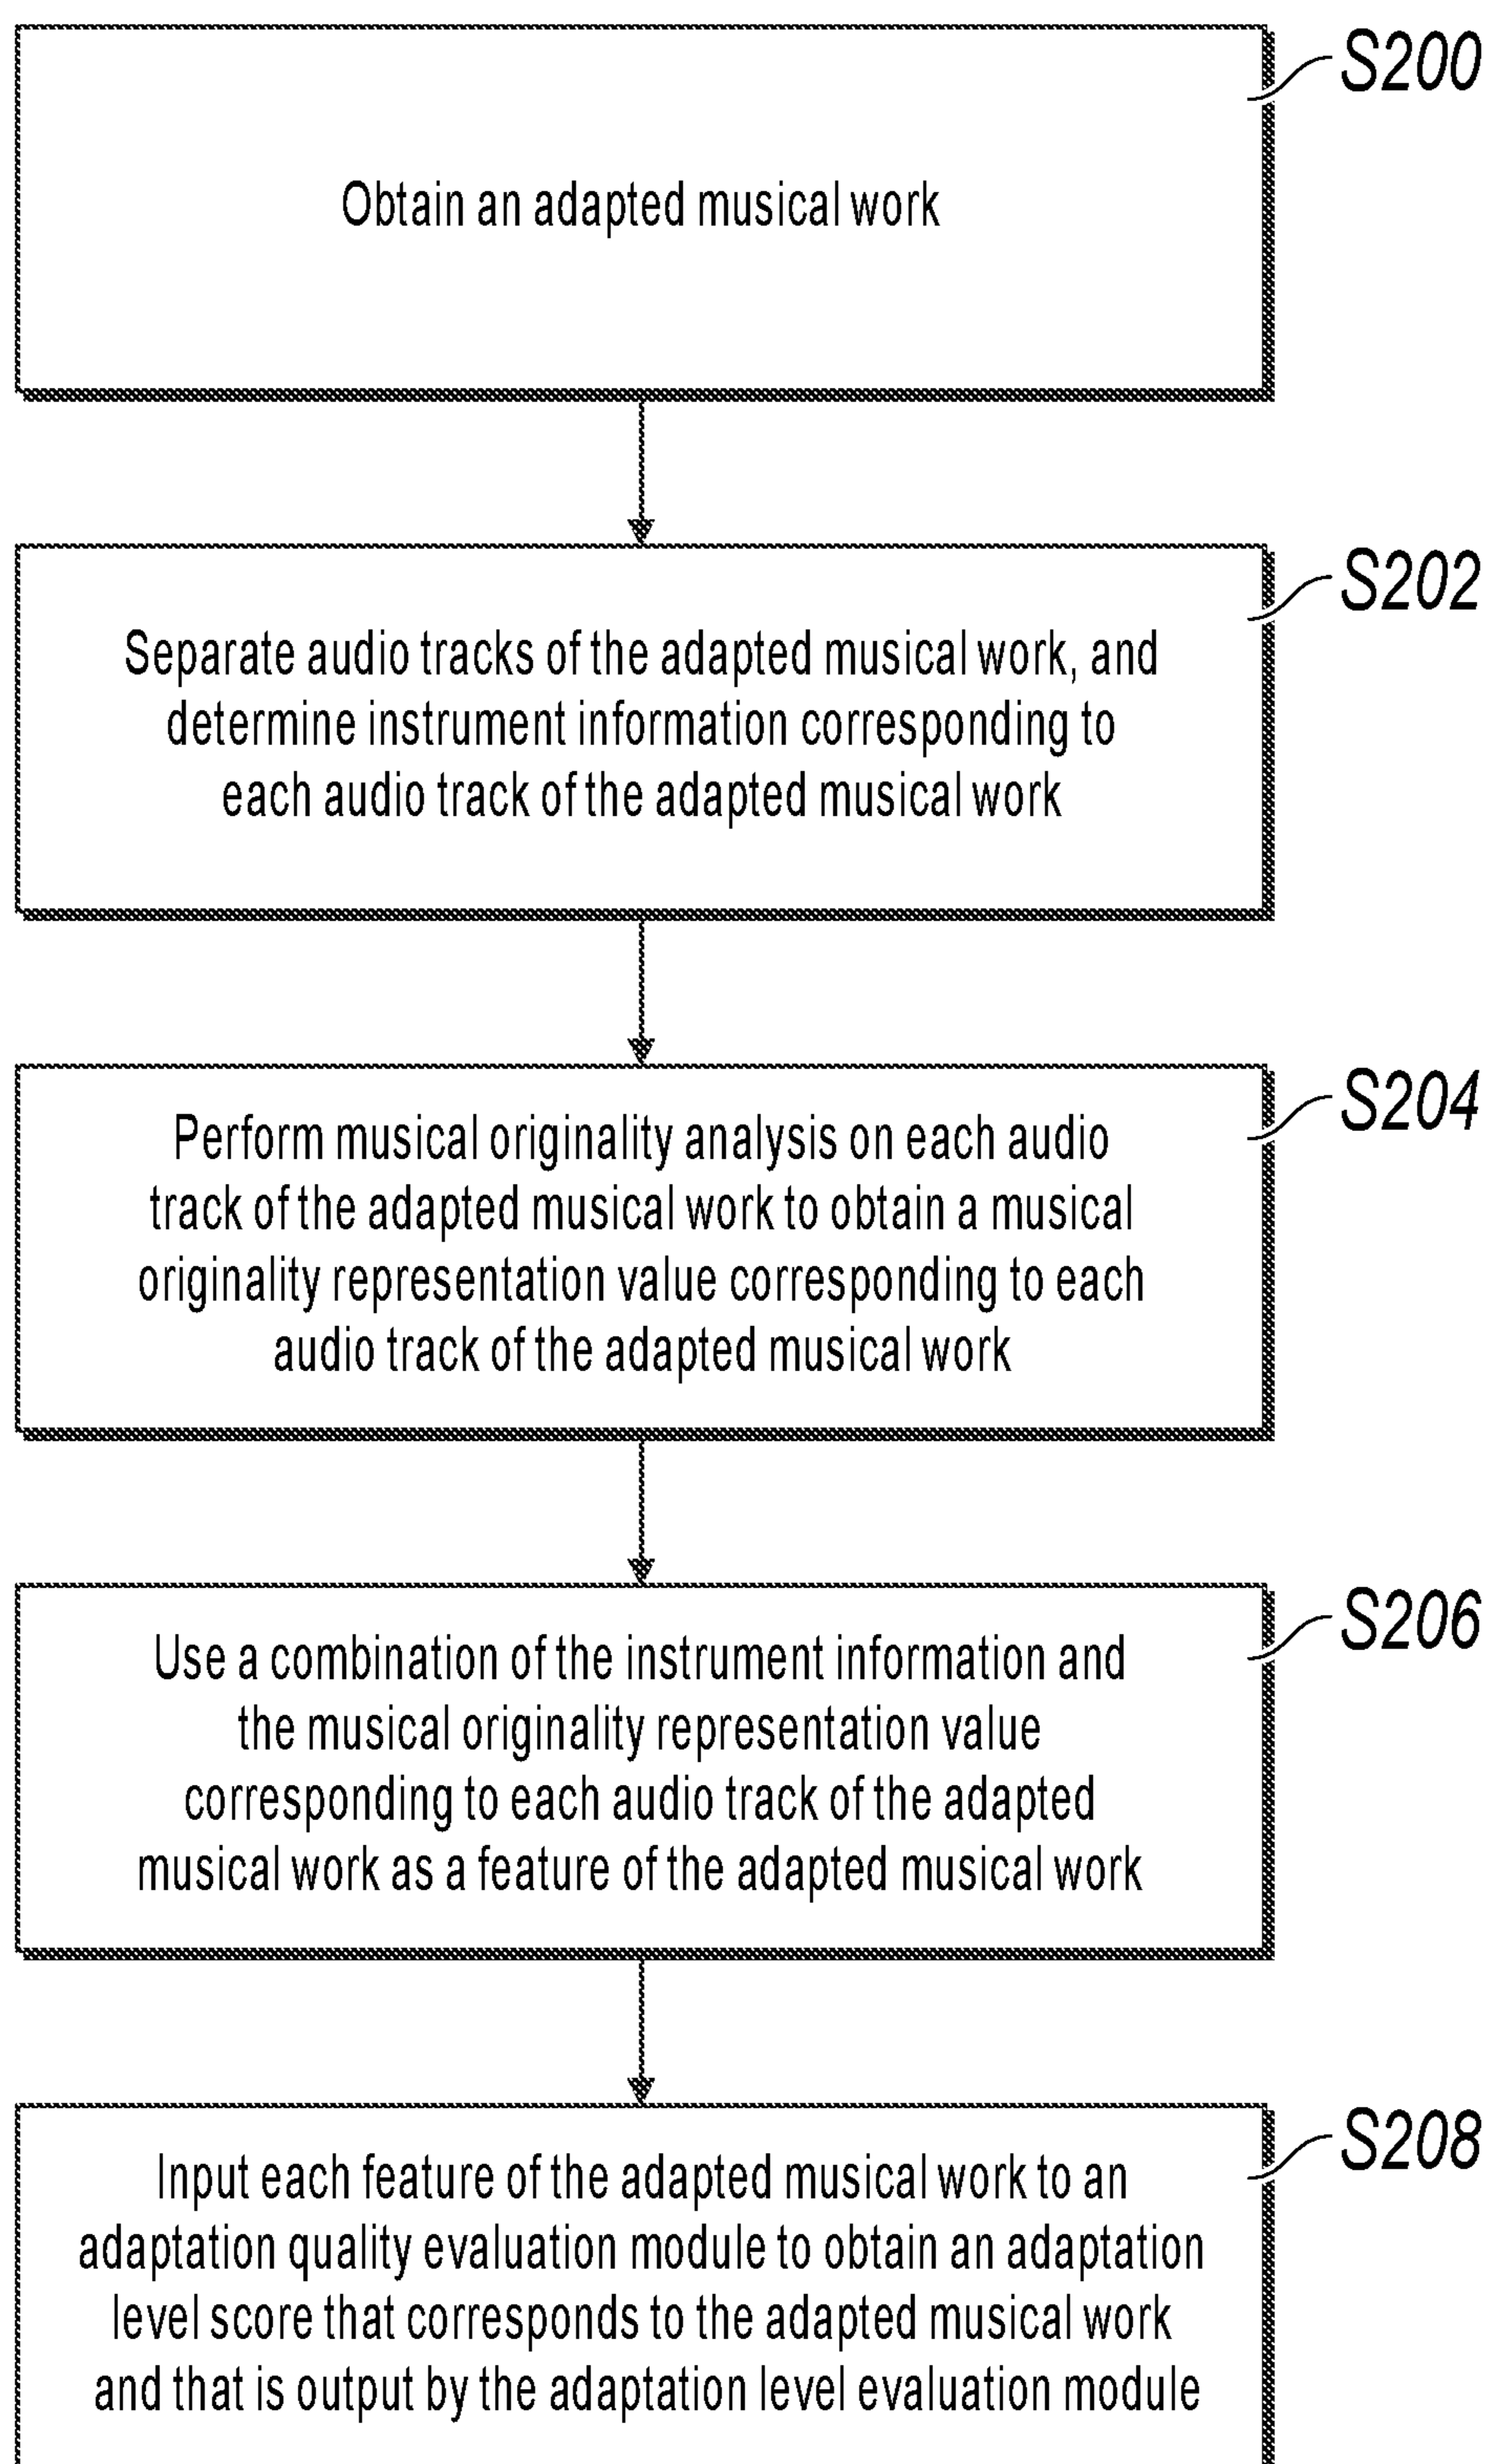 S200
Obtain an adapted musical work
S202
Separate audio tracks of the adapted musical work, and
determine instrument information corresponding to
each audio track of the adapted musical work
S204
Perform musical originality analysis on each audio
track of the adapted musical work to obtain a musical
originality representation value corresponding to each
audio track of the adapted musical work
S206
Use a combination of the instrument information and
the musical originality representation value
corresponding to each audio track of the adapted
musical work as a feature of the adapted musical work
S208
Input each feature of the adapted musical work to an
adaptation quality evaluation module to obtain an adaptation
level score that corresponds to the adapted musical work
and that is output by the adaptation level evaluation module